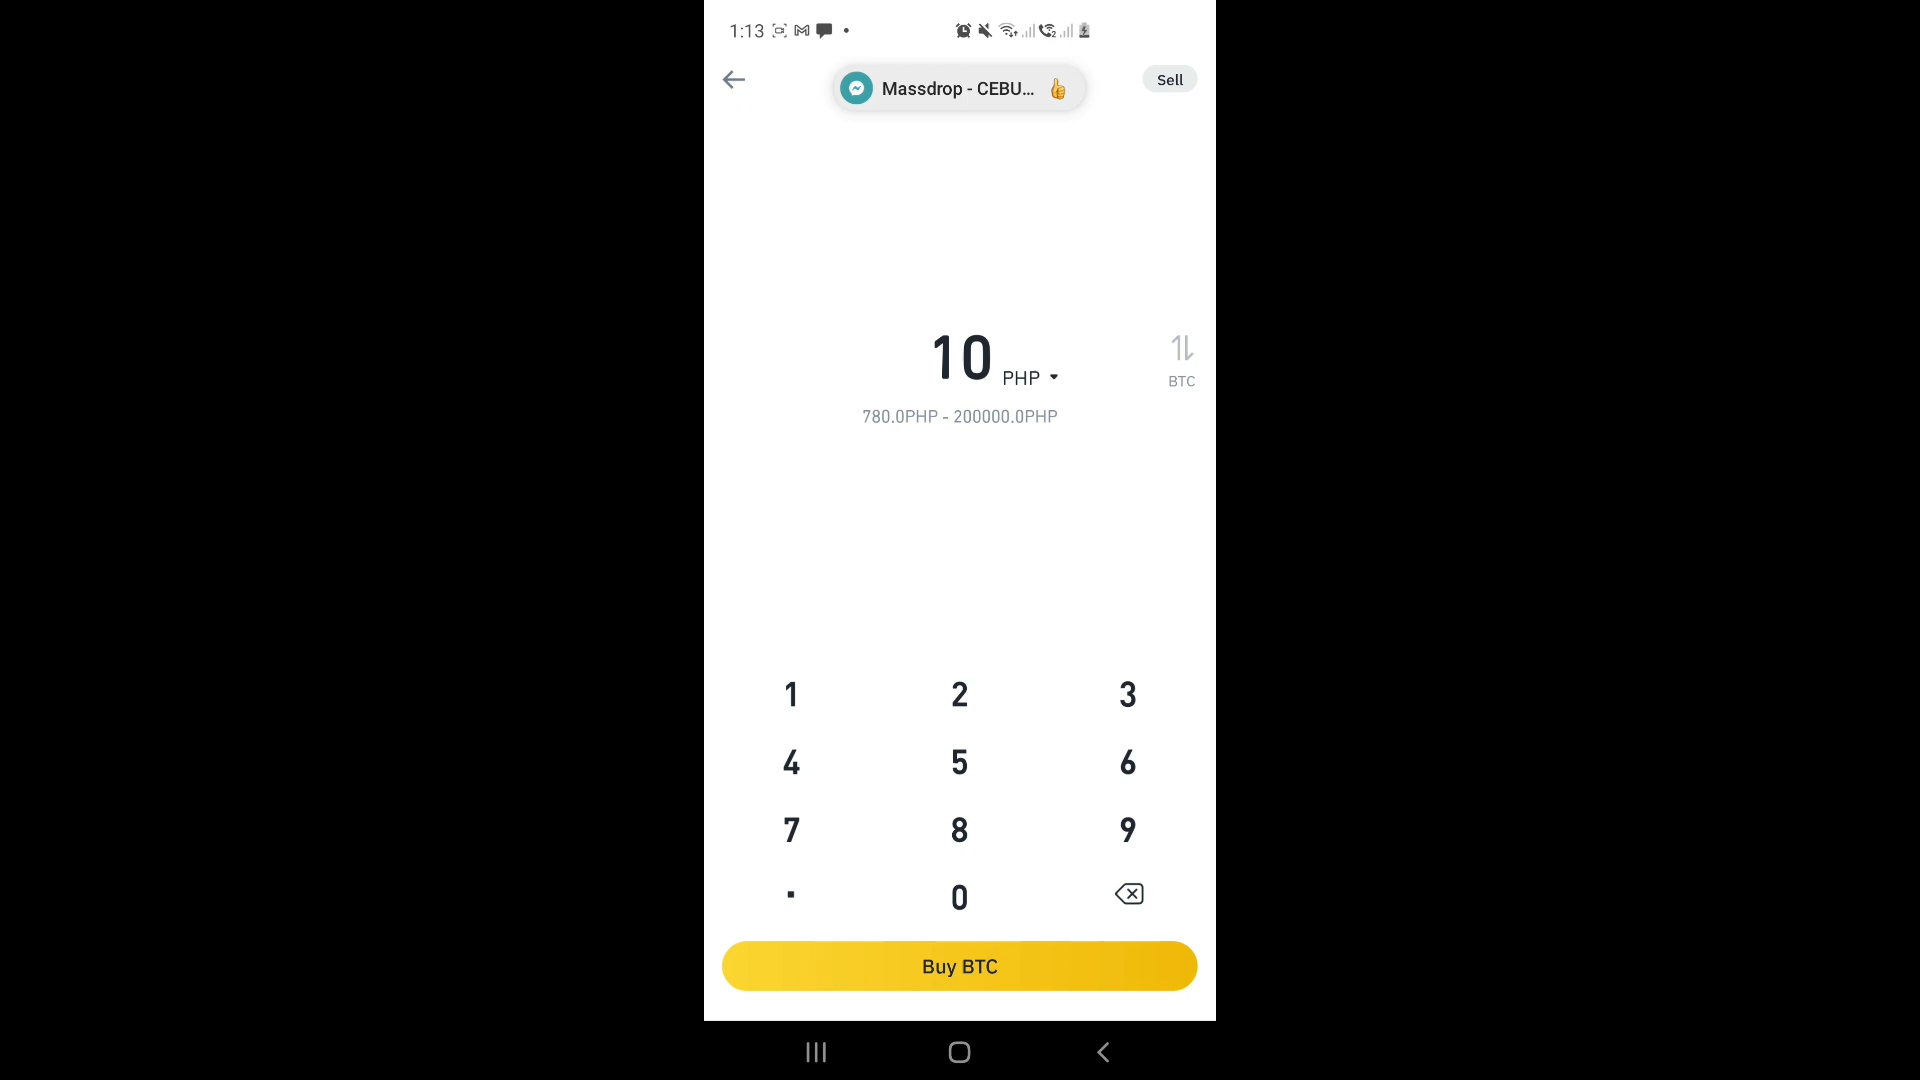 1:13
Massdrop - CEBU... 👍
Sell
10 PHP
BTC
780.0PHP - 200000.0PHP
1 2 3
4 5 6
7 8 9
. 0
Buy BTC